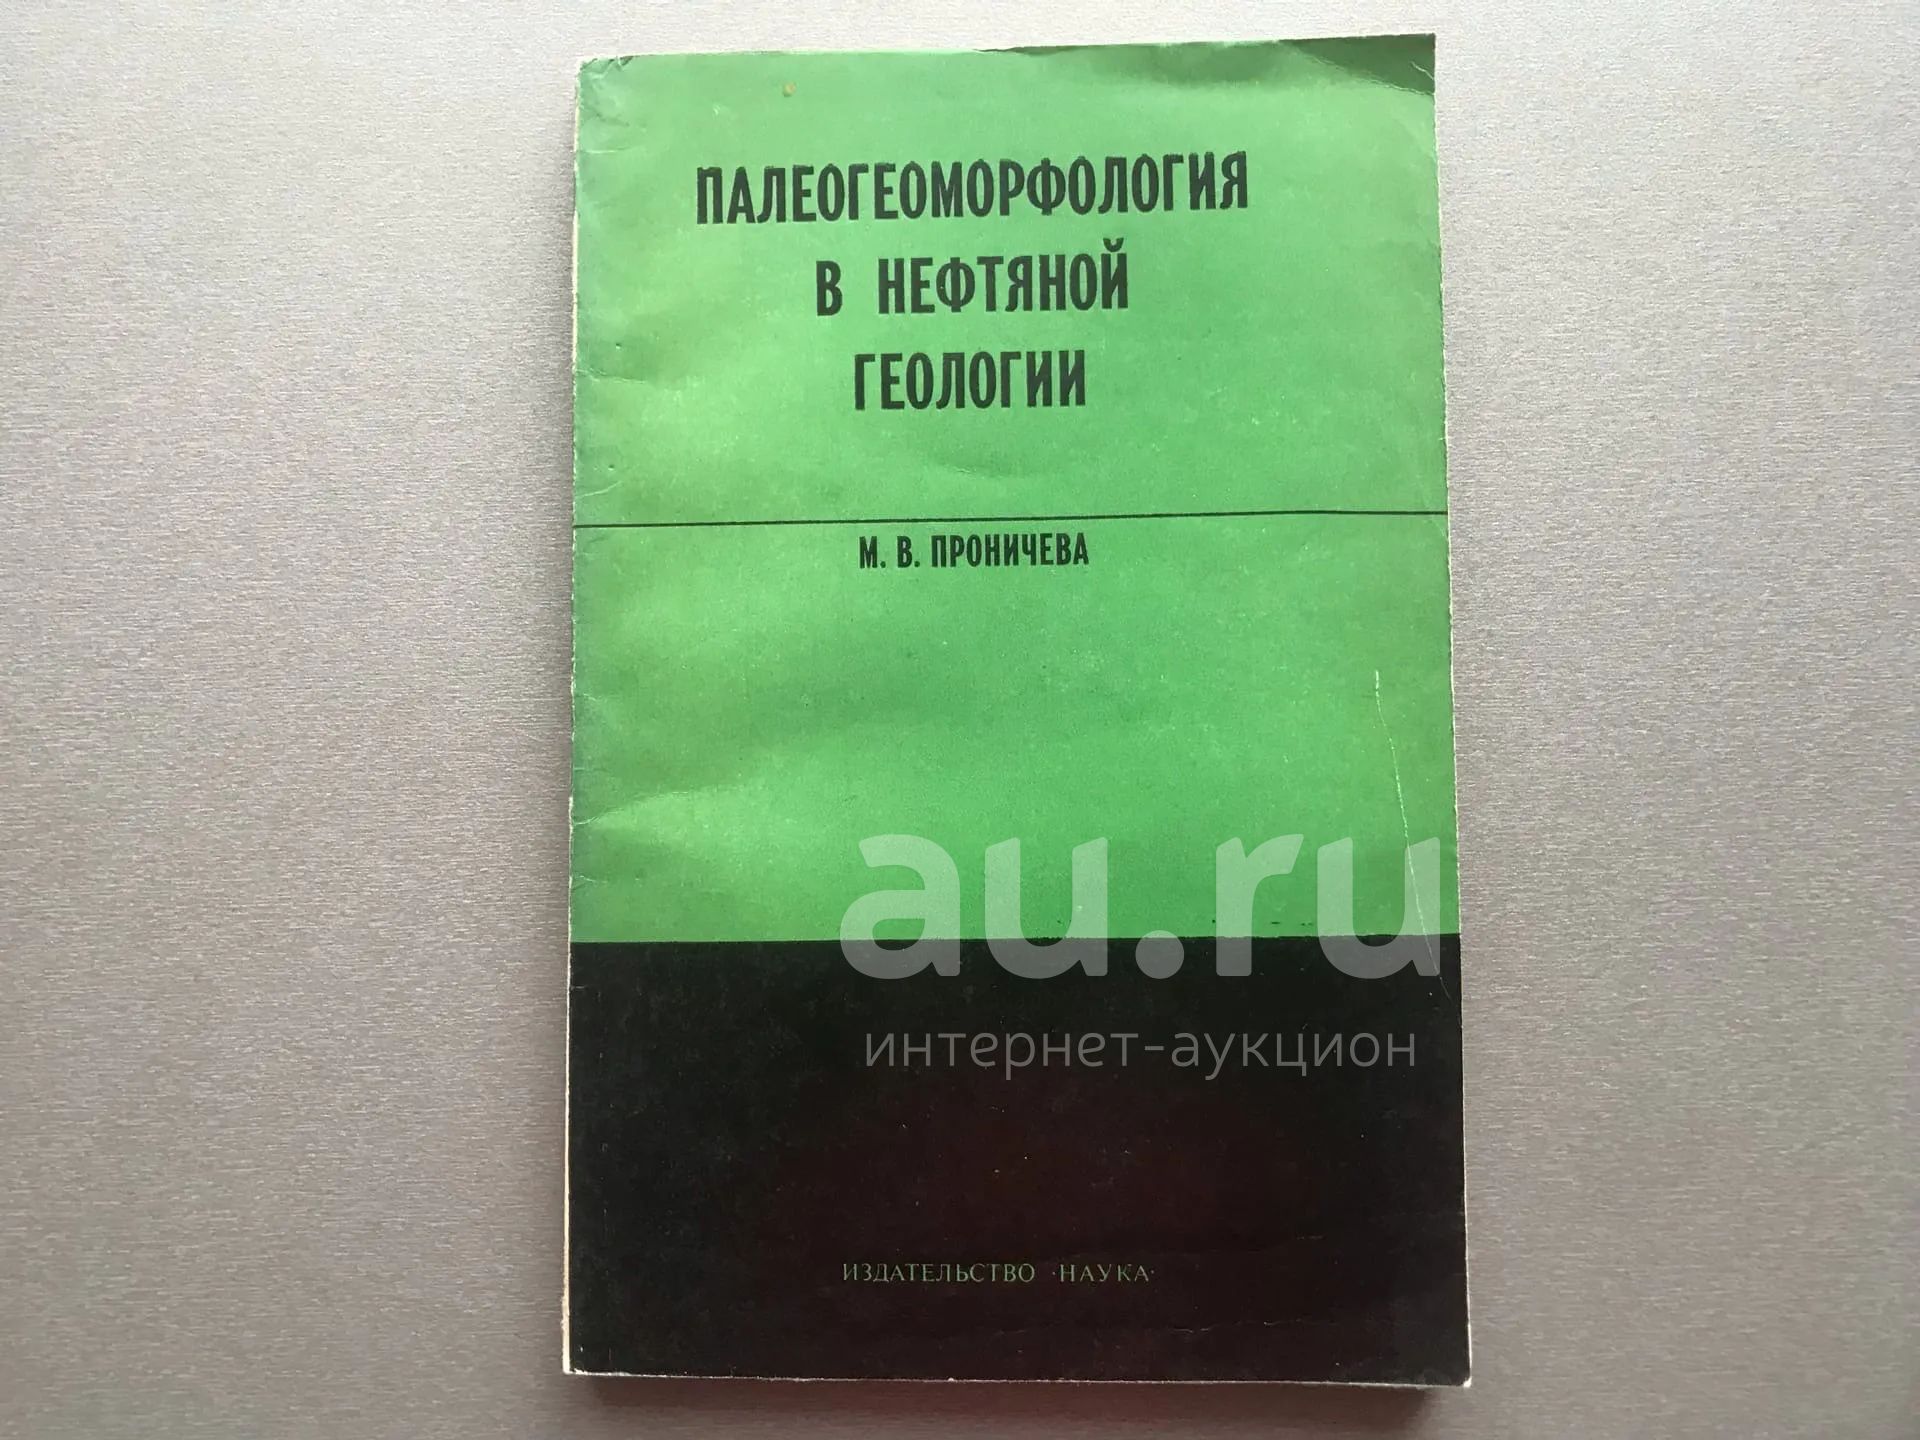 ПАЛЕОГЕОМОРФОЛОГИЯ
В НЕФТЯНОЙ
ГЕОЛОГИИ
М. В. ПРОНИЧЕВА
au.ru
интернет-аукцион
ИЗДАТЕЛЬСТВО ·НАУКА·